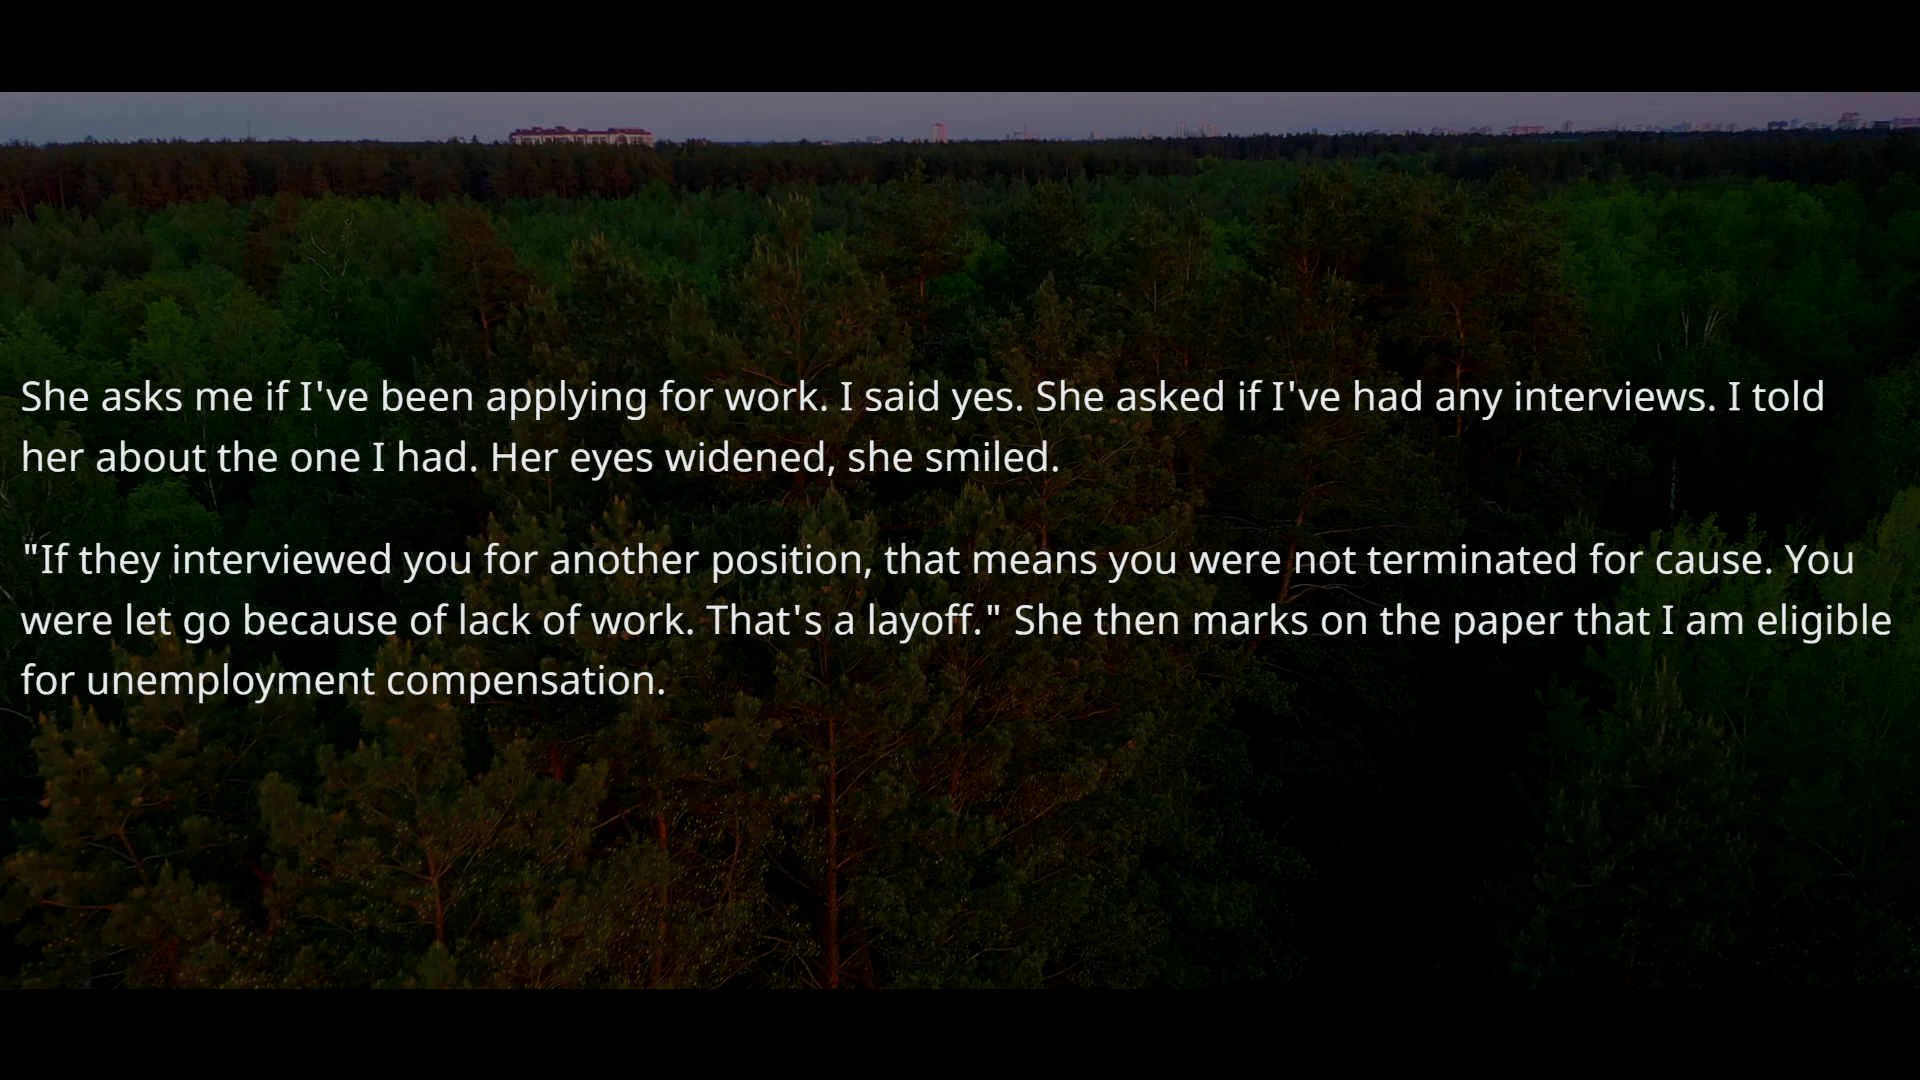 She asks me if I've been applying for work. I said yes. She asked if I've had any interviews. I told
her about the one I had. Her eyes widened, she smiled.
"If they interviewed you for another position, that means you were not terminated for cause. You
were let go because of lack of work. That's a layoff." She then marks on the paper that I am eligible
for unemployment compensation.